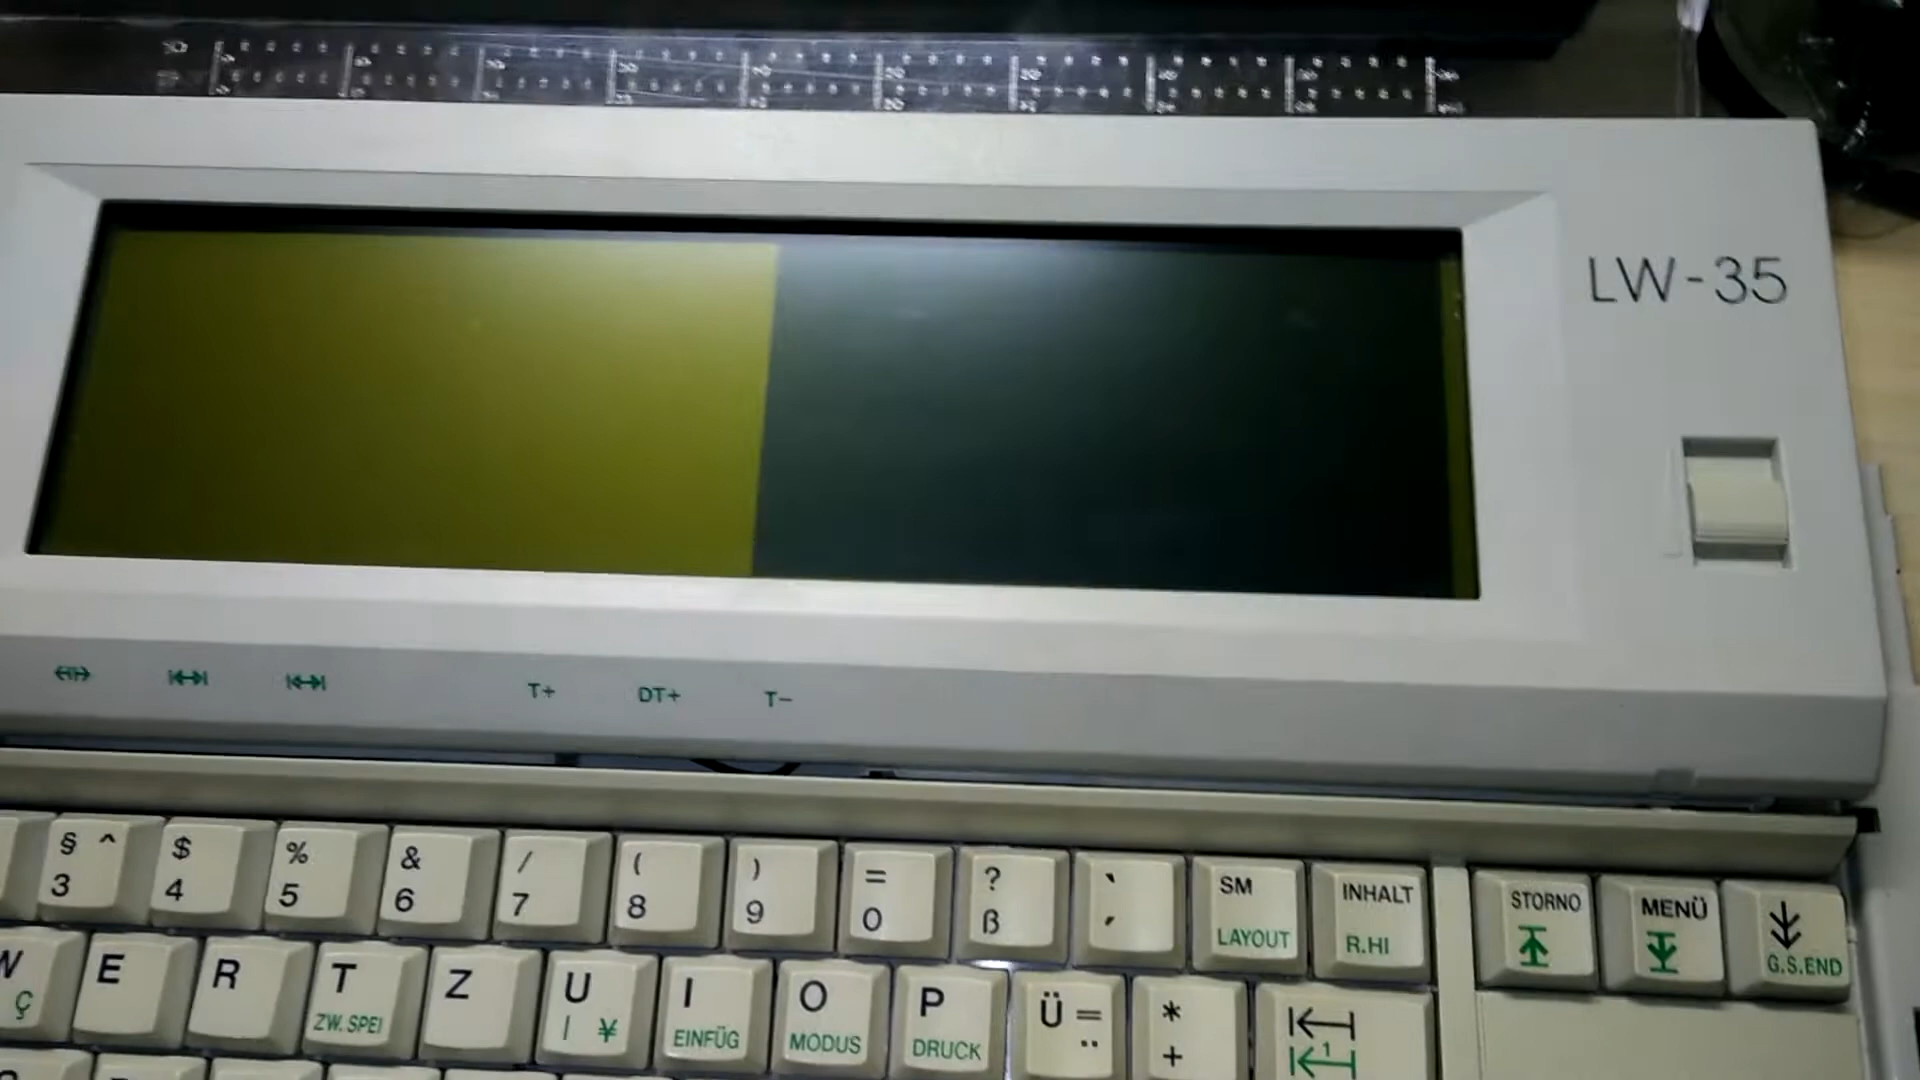 LW-35
T+ DT+ T-
§ ^ $ % & / ( ) = ? ` SM INHALT STORNO MENÜ
3 4 5 6 7 8 9 0 ß ´ LAYOUT R.HI G.S.END
W E R T Z U I O P Ü = *
Ç ZW.SPEI | ¥ EINFÜG MODUS DRUCK ¨ +
1